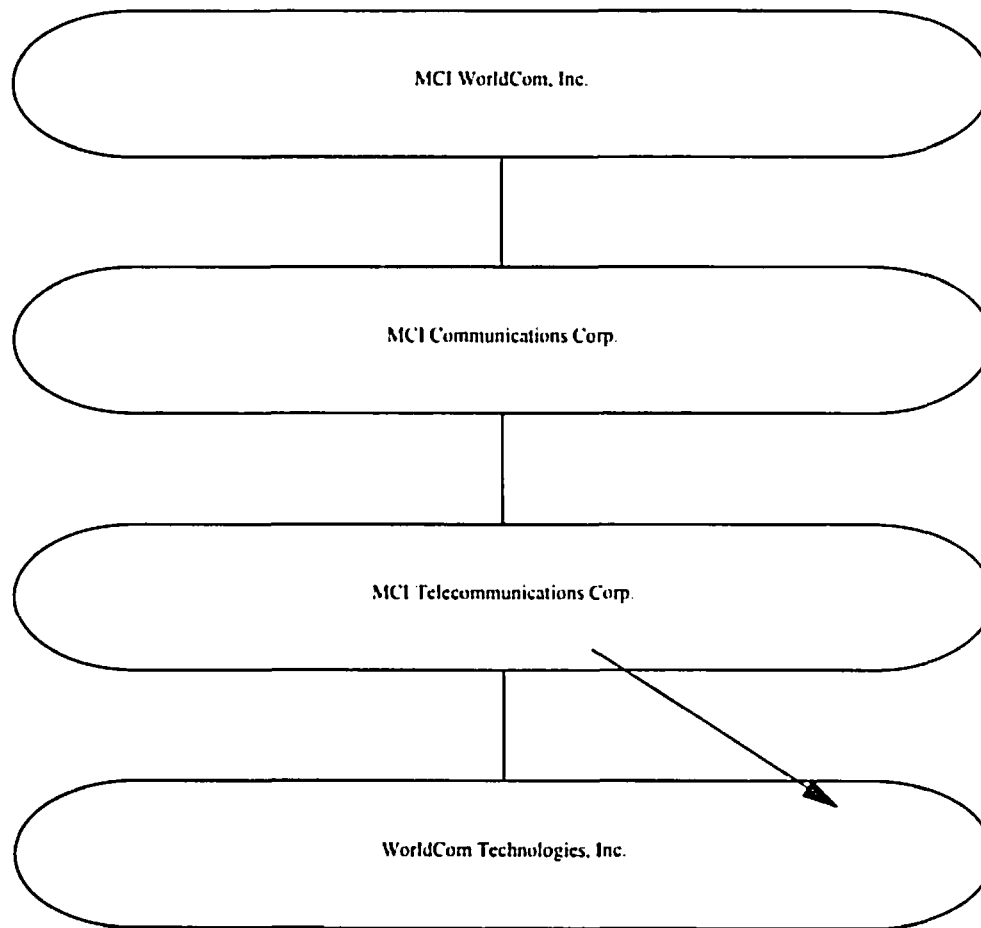 MCI WorldCom, Inc.
MCI Communications Corp.
MCI Telecommunications Corp.
WorldCom Technologies, Inc.